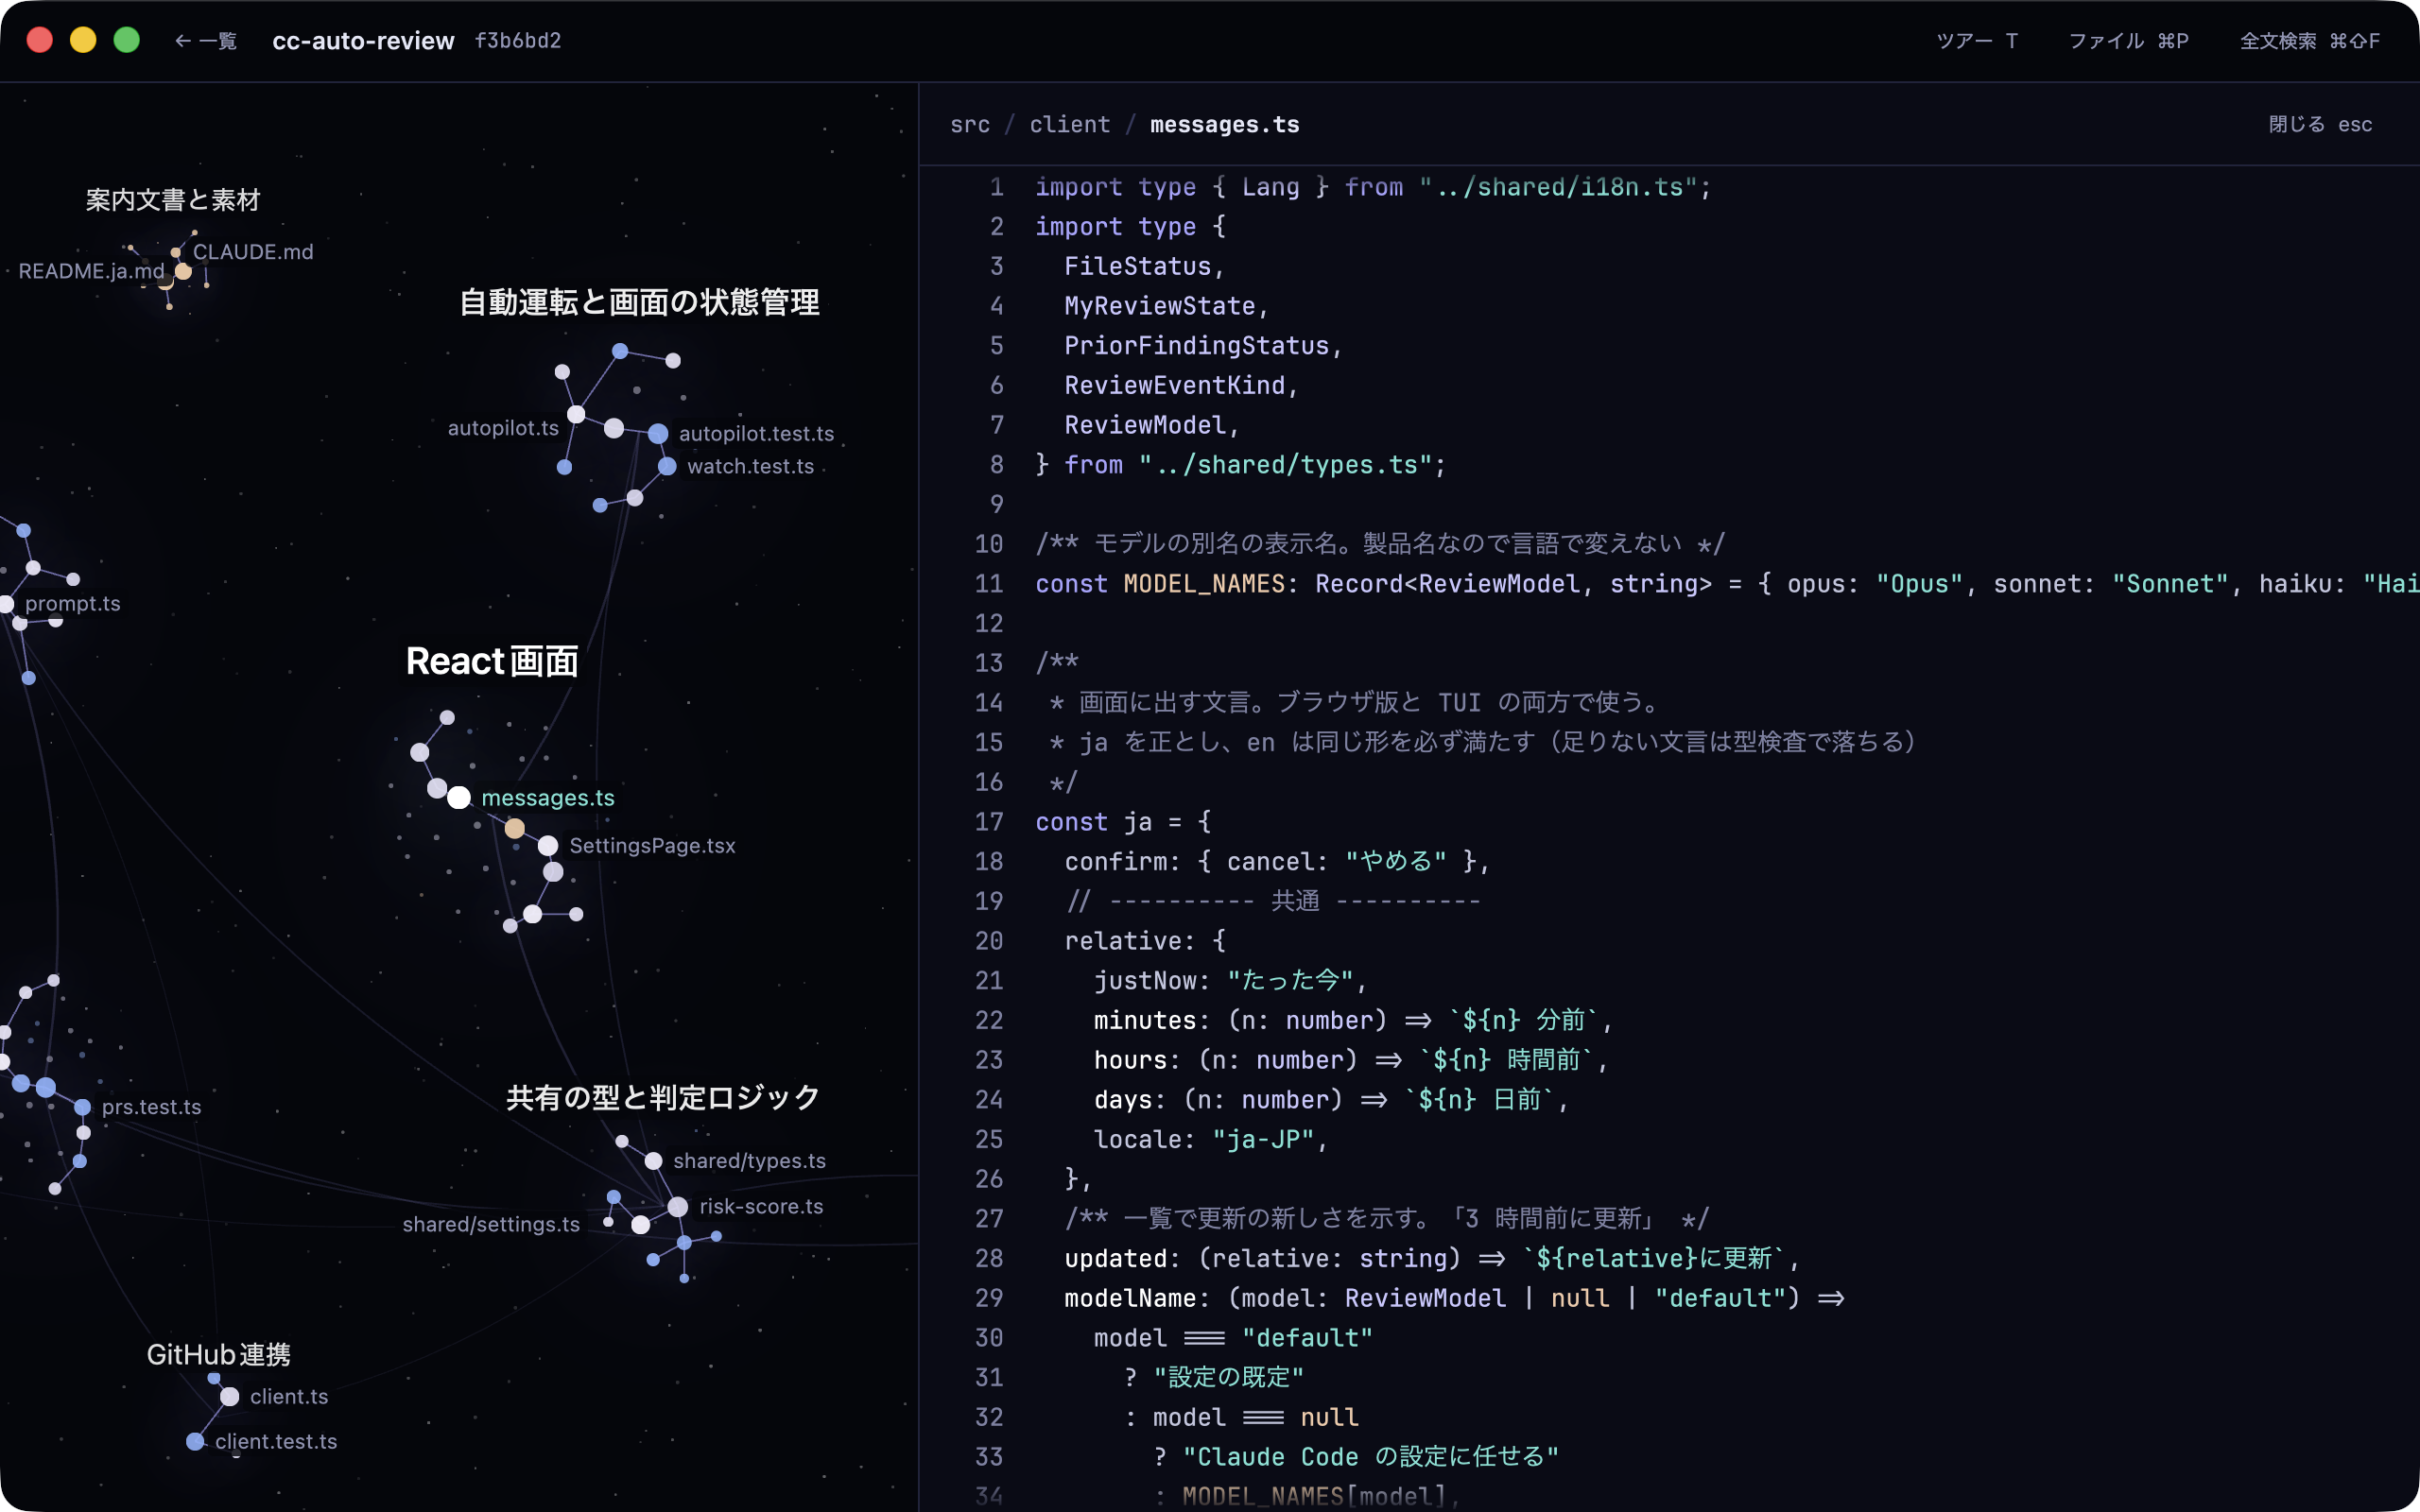 ← 一覧 cc-auto-review f3b6bd2 ツアー T ファイル ⌘P 全文検索 ⌘⇧F
案内文書と素材
CLAUDE.md
README.ja.md
自動運転と画面の状態管理
autopilot.ts
autopilot.test.ts
watch.test.ts
prompt.ts
React画面
messages.ts
SettingsPage.tsx
共有の型と判定ロジック
prs.test.ts
shared/types.ts
risk-score.ts
shared/settings.ts
GitHub連携
client.ts
client.test.ts
src / client / messages.ts 閉じる esc
1 import type { Lang } from "../shared/i18n.ts";
2 import type {
3 FileStatus,
4 MyReviewState,
5 PriorFindingStatus,
6 ReviewEventKind,
7 ReviewModel,
8 } from "../shared/types.ts";
9
10 /** モデルの別名の表示名。製品名なので言語で変えない */
11 const MODEL_NAMES: Record<ReviewModel, string> = { opus: "Opus", sonnet: "Sonnet", haiku: "Hai
12
13 /**
14 * 画面に出す文言。ブラウザ版と TUI の両方で使う。
15 * ja を正とし、en は同じ形を必ず満たす（足りない文言は型検査で落ちる）
16 */
17 const ja = {
18 confirm: { cancel: "やめる" },
19 // ---------- 共通 ----------
20 relative: {
21 justNow: "たった今",
22 minutes: (n: number) => `${n} 分前`,
23 hours: (n: number) => `${n} 時間前`,
24 days: (n: number) => `${n} 日前`,
25 locale: "ja-JP",
26 },
27 /** 一覧で更新の新しさを示す。「3 時間前に更新」 */
28 updated: (relative: string) => `${relative}に更新`,
29 modelName: (model: ReviewModel | null | "default") =>
30 model === "default"
31 ? "設定の既定"
32 : model === null
33 ? "Claude Code の設定に任せる"
34 : MODEL_NAMES[model],